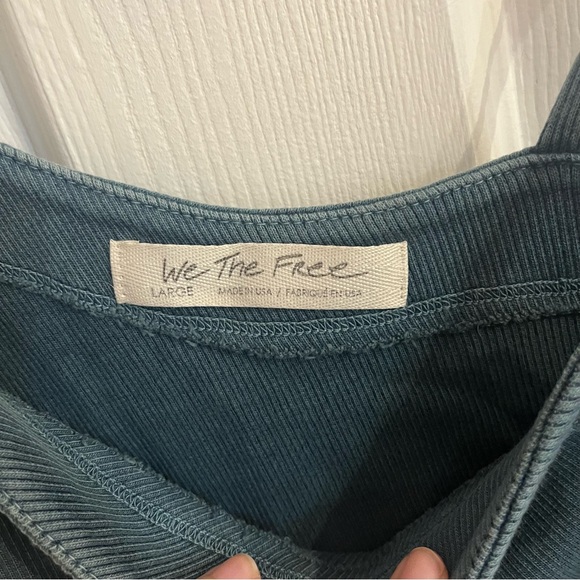 We The Free
LARGE MADE IN USA / FABRIQUÉ EN USA